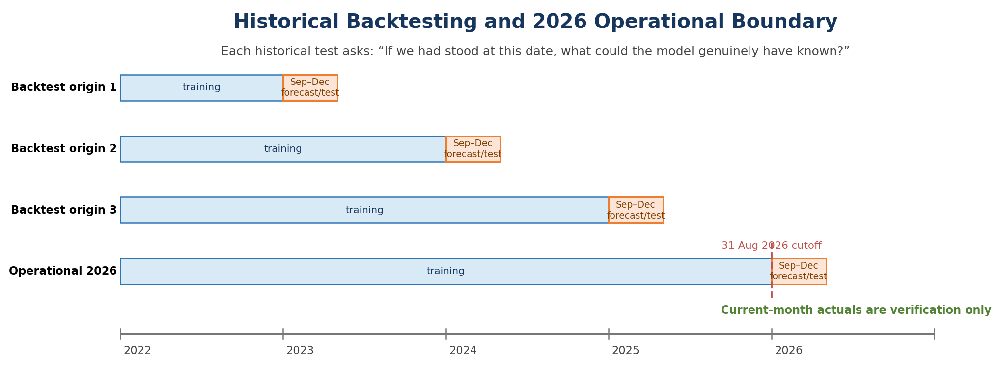 Historical Backtesting and 2026 Operational Boundary
Each historical test asks: “If we had stood at this date, what could the model genuinely have known?”
Backtest origin 1
training
Sep–Dec
forecast/test
Backtest origin 2
training
Sep–Dec
forecast/test
Backtest origin 3
training
Sep–Dec
forecast/test
31 Aug 2026 cutoff
Operational 2026
training
Sep–Dec
forecast/test
Current-month actuals are verification only
2022
2023
2024
2025
2026